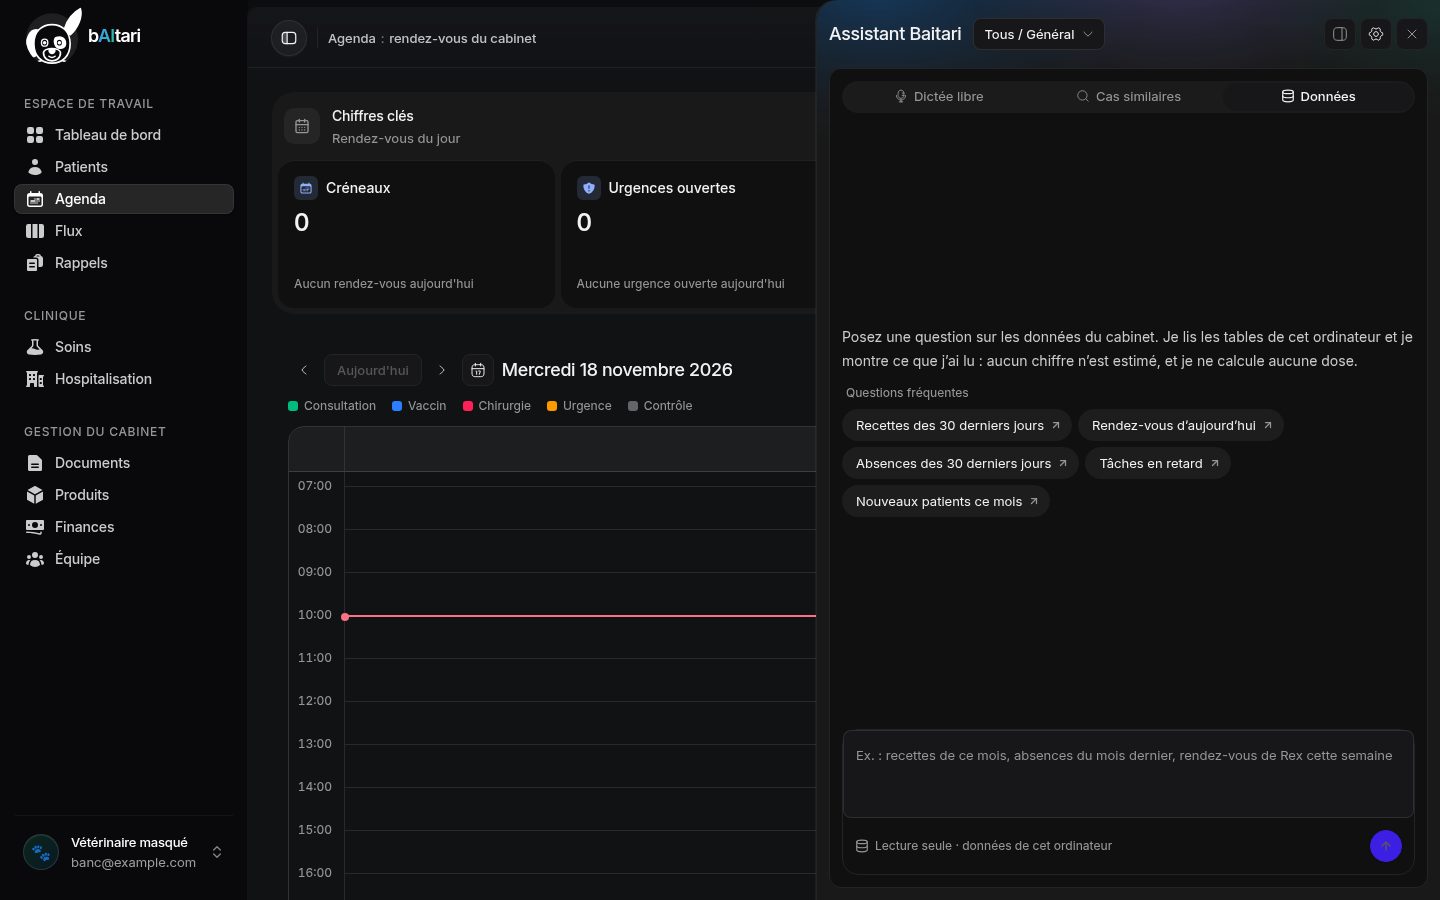 bAItari
ESPACE DE TRAVAIL
Tableau de bord
Patients
Agenda
Flux
Rappels
CLINIQUE
Soins
Hospitalisation
GESTION DU CABINET
Documents
Produits
Finances
Équipe
Vétérinaire masqué
banc@example.com
Agenda : rendez-vous du cabinet
Chiffres clés
Rendez-vous du jour
Créneaux
0
Aucun rendez-vous aujourd'hui
Urgences ouvertes
0
Aucune urgence ouverte aujourd'hui
Aujourd'hui
Mercredi 18 novembre 2026
Consultation
Vaccin
Chirurgie
Urgence
Contrôle
07:00
08:00
09:00
10:00
11:00
12:00
13:00
14:00
15:00
16:00
Assistant Baitari
Tous / Général
Dictée libre
Cas similaires
Données
Posez une question sur les données du cabinet. Je lis les tables de cet ordinateur et je
montre ce que j’ai lu : aucun chiffre n’est estimé, et je ne calcule aucune dose.
Questions fréquentes
Recettes des 30 derniers jours
Rendez-vous d’aujourd’hui
Absences des 30 derniers jours
Tâches en retard
Nouveaux patients ce mois
Ex. : recettes de ce mois, absences du mois dernier, rendez-vous de Rex cette semaine
Lecture seule · données de cet ordinateur